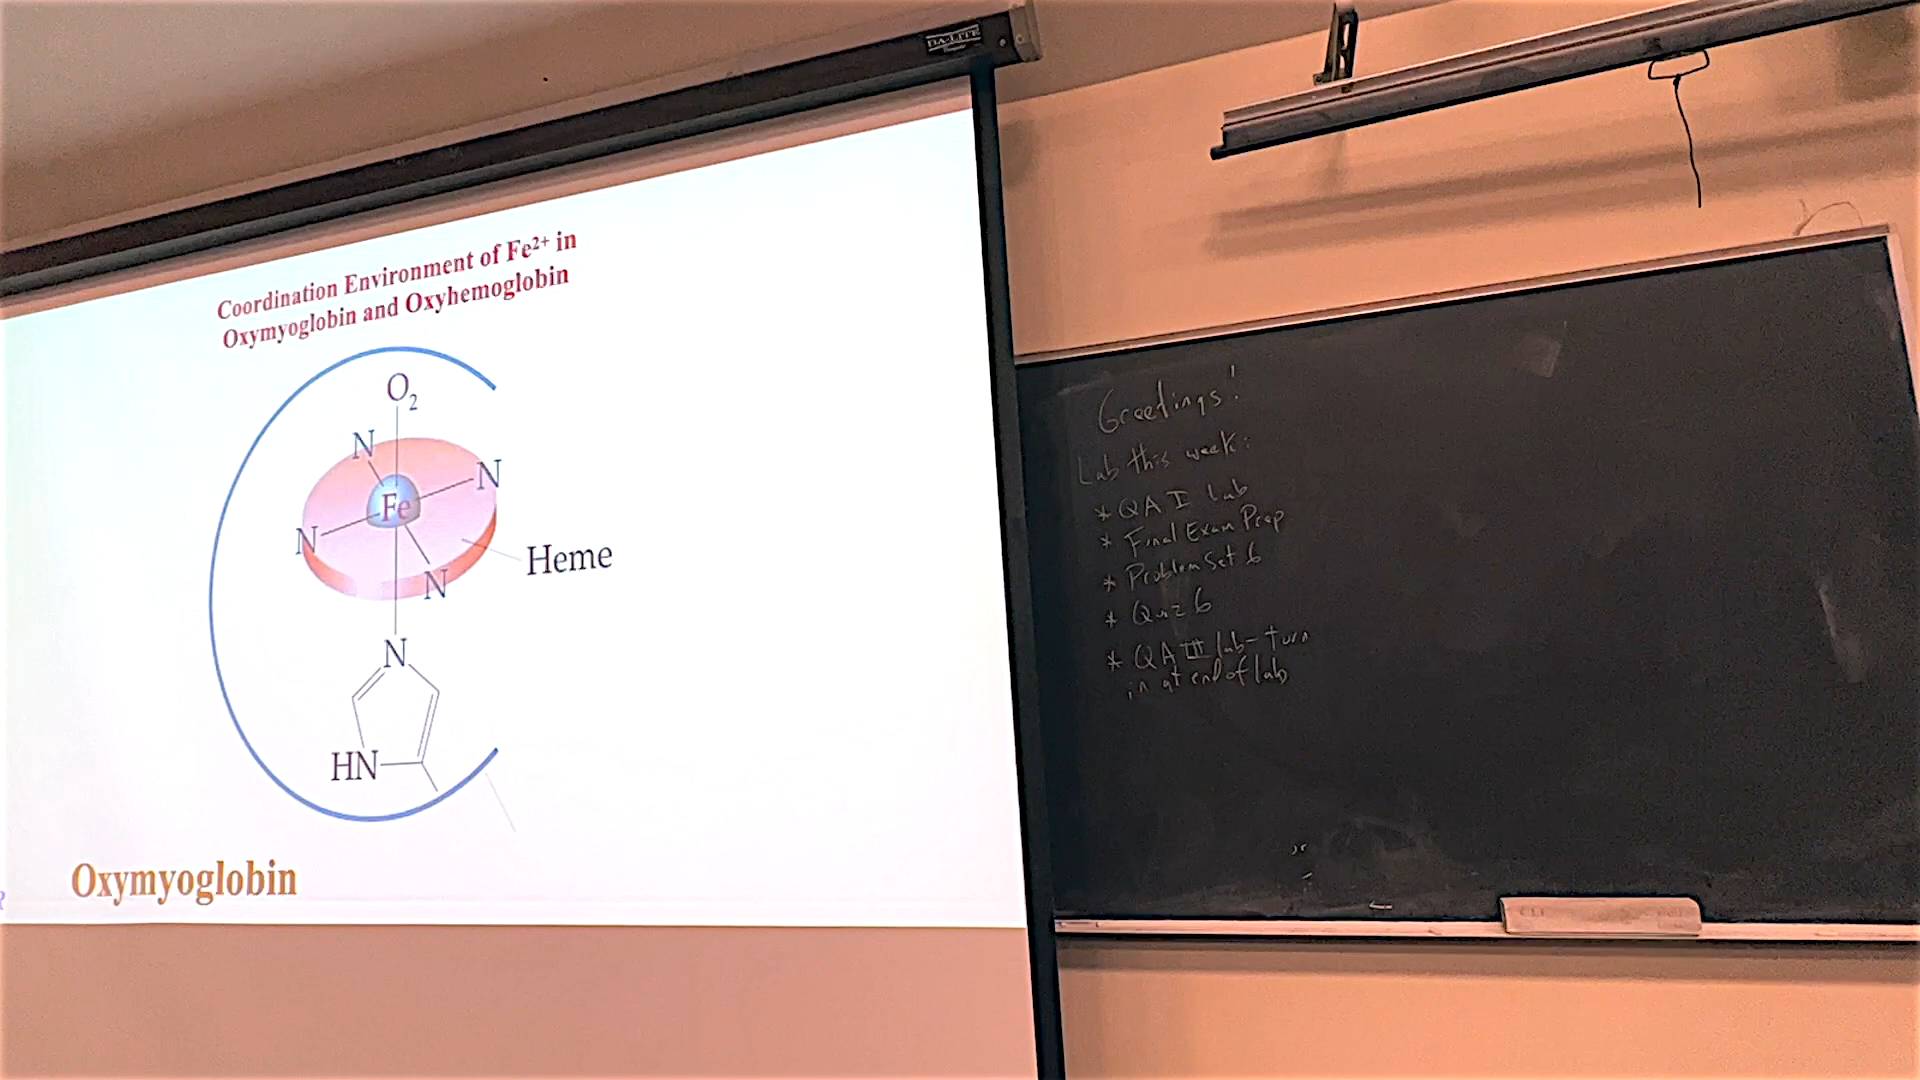 DA-LITE
Coordination Environment of Fe²⁺ in
Oxymyoglobin and Oxyhemoglobin
O₂
N
N
Fe
N
N
Heme
N
HN
Oxymyoglobin
Greetings!
Lab this week:
* QA I lab
* Final Exam Prep
* Problem Set 6
* Quiz 6
* QA III lab - turn
in at end of lab